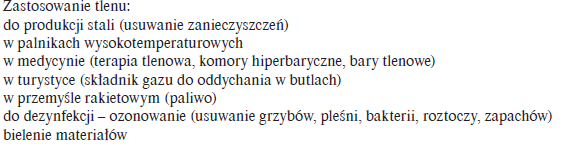 Zastosowanie tlenu:
do produkcji stali (usuwanie zanieczyszczeń)
w palnikach wysokotemperaturowych
w medycynie (terapia tlenowa, komory hiperbaryczne, bary tlenowe)
w turystyce (składnik gazu do oddychania w butlach)
w przemyśle rakietowym (paliwo)
do dezynfekcji – ozonowanie (usuwanie grzybów, pleśni, bakterii, roztoczy, zapachów)
bielenie materiałów